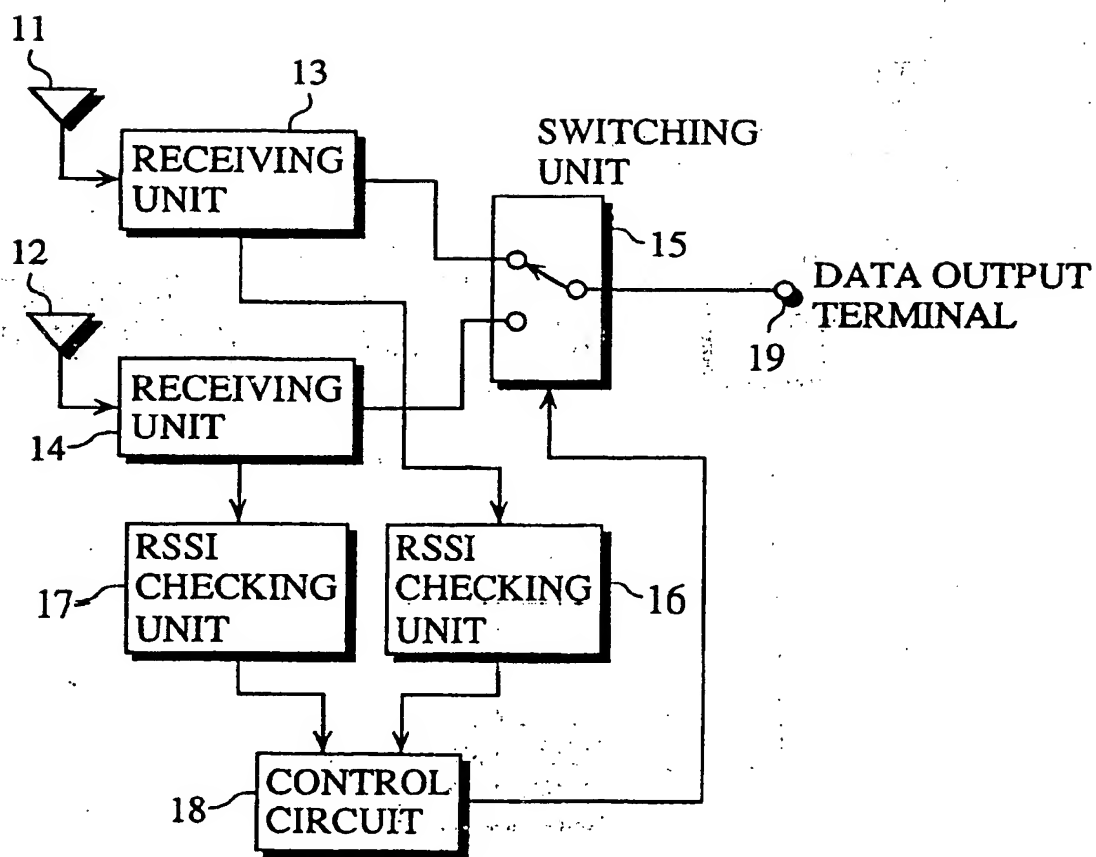 11
13
RECEIVING
UNIT
SWITCHING
UNIT
15
12
DATA OUTPUT
TERMINAL
19
RECEIVING
UNIT
14
RSSI
CHECKING
UNIT
17
RSSI
CHECKING
UNIT
16
CONTROL
CIRCUIT
18